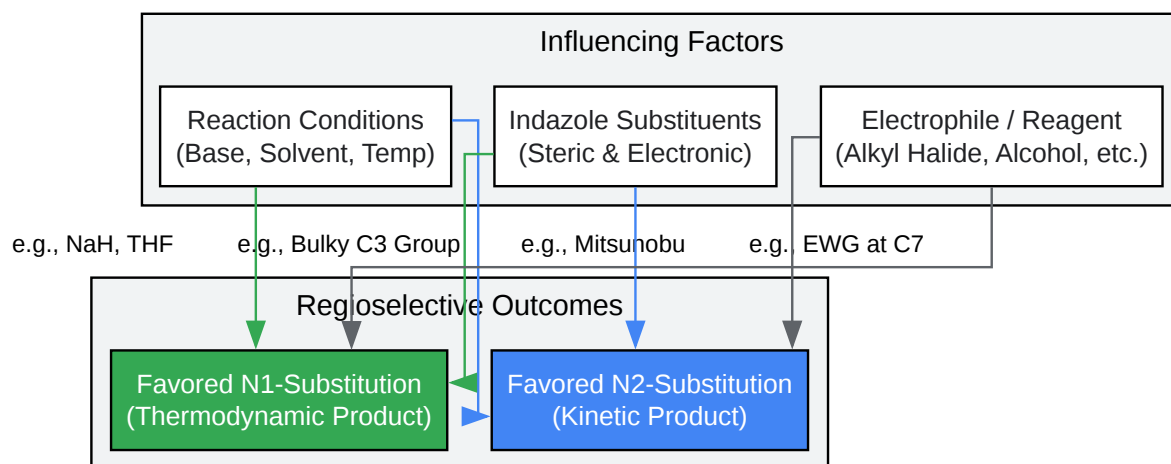 Influencing Factors
Reaction Conditions
(Base, Solvent, Temp)
Indazole Substituents
(Steric & Electronic)
Electrophile / Reagent
(Alkyl Halide, Alcohol, etc.)
e.g., NaH, THF
e.g., Bulky C3 Group
e.g., Mitsunobu
e.g., EWG at C7
Regioselective Outcomes
Favored N1-Substitution
(Thermodynamic Product)
Favored N2-Substitution
(Kinetic Product)